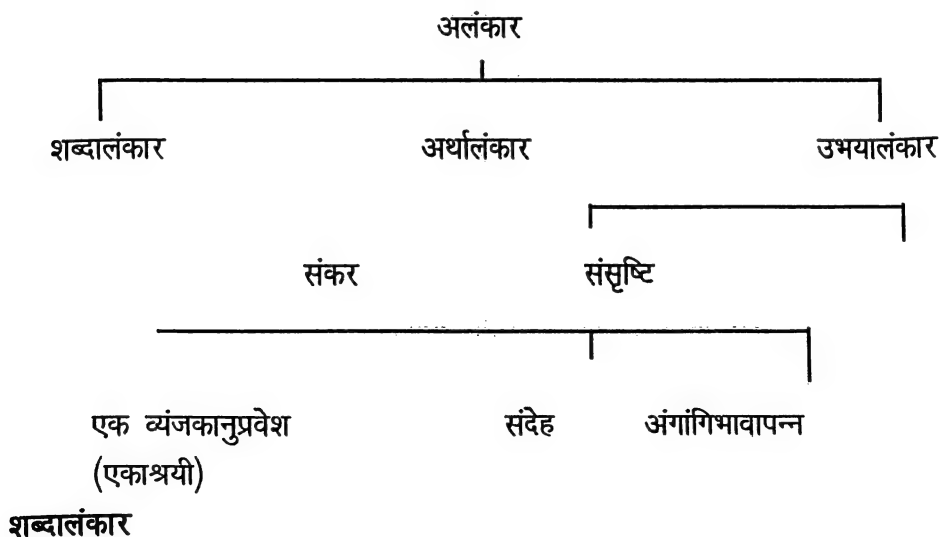 अलंकार
शब्दालंकार अर्थालंकार उभयालंकार
संकर संसृष्टि
एक व्यंजकानुप्रवेश संदेह अंगांगिभावापन्न
(एकाश्रयी)
शब्दालंकार